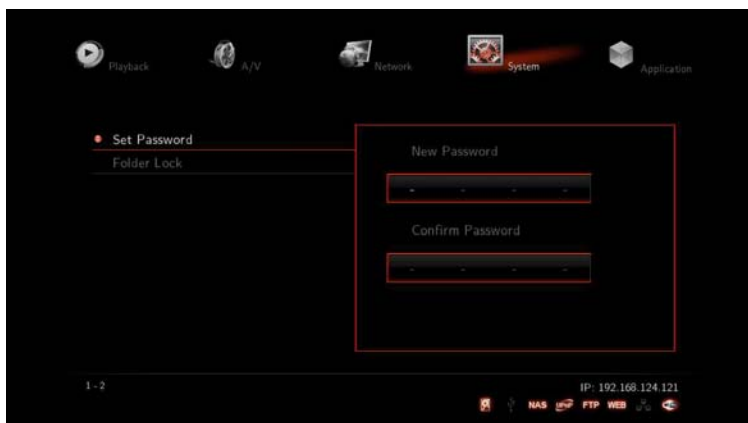 Playback
A/V
Network
System
Application
Set Password
Folder Lock
New Password
- - - -
Confirm Password
- - - -
1 - 2
IP: 192.168.124.121
NAS UPnP FTP WEB